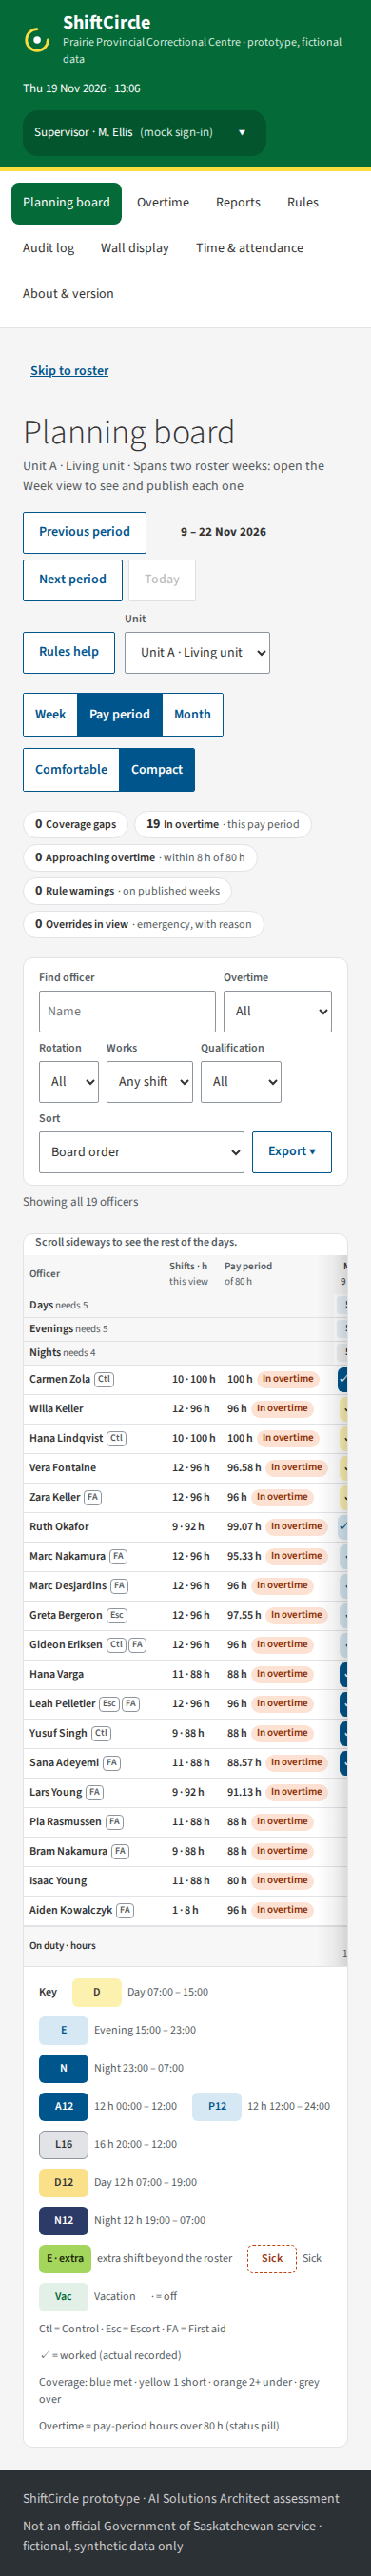 ShiftCircle
Prairie Provincial Correctional Centre · prototype, fictional
data
Thu 19 Nov 2026 · 13:06
Supervisor · M. Ellis (mock sign-in) ▼
Planning board Overtime Reports Rules
Audit log Wall display Time & attendance
About & version
Skip to roster
Planning board
Unit A · Living unit · Spans two roster weeks: open the
Week view to see and publish each one
Previous period 9 – 22 Nov 2026
Next period Today
Unit
Rules help Unit A · Living unit
Week Pay period Month
Comfortable Compact
0 Coverage gaps 19 In overtime · this pay period
0 Approaching overtime · within 8 h of 80 h
0 Rule warnings · on published weeks
0 Overrides in view · emergency, with reason
Find officer Overtime
Name All
Rotation Works Qualification
All Any shift All
Sort
Board order Export ▾
Showing all 19 officers
Scroll sideways to see the rest of the days.
Officer Shifts · h Pay period
this view of 80 h 9
Days needs 5
Evenings needs 5
Nights needs 4
Carmen Zola Ctl 10 · 100 h 100 h In overtime ✓
Willa Keller 12 · 96 h 96 h In overtime
Hana Lindqvist Ctl 10 · 100 h 100 h In overtime
Vera Fontaine 12 · 96 h 96.58 h In overtime
Zara Keller FA 12 · 96 h 96 h In overtime
Ruth Okafor 9 · 92 h 99.07 h In overtime ✓
Marc Nakamura FA 12 · 96 h 95.33 h In overtime
Marc Desjardins FA 12 · 96 h 96 h In overtime
Greta Bergeron Esc 12 · 96 h 97.55 h In overtime
Gideon Eriksen Ctl FA 12 · 96 h 96 h In overtime
Hana Varga 11 · 88 h 88 h In overtime
Leah Pelletier Esc FA 12 · 96 h 96 h In overtime
Yusuf Singh Ctl 9 · 88 h 88 h In overtime
Sana Adeyemi FA 11 · 88 h 88.57 h In overtime
Lars Young FA 9 · 92 h 91.13 h In overtime
Pia Rasmussen FA 11 · 88 h 88 h In overtime
Bram Nakamura FA 9 · 88 h 88 h In overtime
Isaac Young 11 · 88 h 80 h In overtime
Aiden Kowalczyk FA 1 · 8 h 96 h In overtime
On duty · hours
Key D Day 07:00 – 15:00
E Evening 15:00 – 23:00
N Night 23:00 – 07:00
A12 12 h 00:00 – 12:00 P12 12 h 12:00 – 24:00
L16 16 h 20:00 – 12:00
D12 Day 12 h 07:00 – 19:00
N12 Night 12 h 19:00 – 07:00
E · extra extra shift beyond the roster Sick Sick
Vac Vacation · = off
Ctl = Control · Esc = Escort · FA = First aid
✓ = worked (actual recorded)
Coverage: blue met · yellow 1 short · orange 2+ under · grey
over
Overtime = pay-period hours over 80 h (status pill)
ShiftCircle prototype · AI Solutions Architect assessment
Not an official Government of Saskatchewan service ·
fictional, synthetic data only